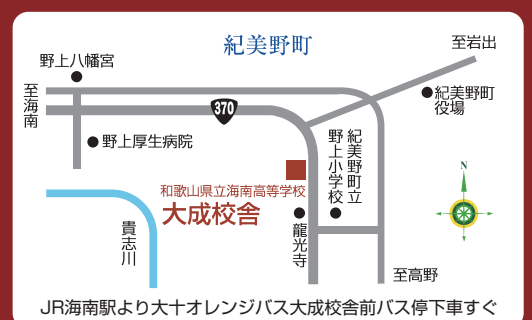 紀美野町
至岩出
野上八幡宮
至海南
370
紀美野町
役場
野上厚生病院
紀美野町立
野上小学校
和歌山県立海南高等学校
大成校舎
N
貴志川
龍光寺
至高野
JR海南駅より大十オレンジバス大成校舎前バス停下車すぐ